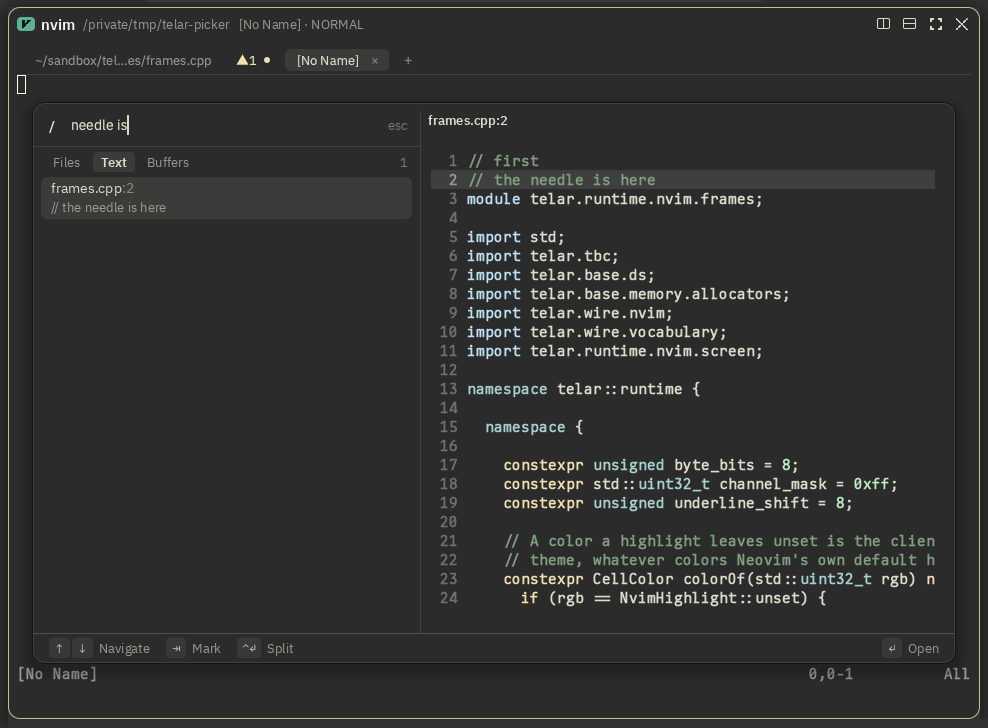 nvim /private/tmp/telar-picker [No Name] · NORMAL
~/sandbox/tel...es/frames.cpp ▲1 ● [No Name] × +
/ needle is esc
Files Text Buffers 1
frames.cpp:2
// the needle is here
frames.cpp:2
1 // first
2 // the needle is here
3 module telar.runtime.nvim.frames;
4
5 import std;
6 import telar.tbc;
7 import telar.base.ds;
8 import telar.base.memory.allocators;
9 import telar.wire.nvim;
10 import telar.wire.vocabulary;
11 import telar.runtime.nvim.screen;
12
13 namespace telar::runtime {
14
15   namespace {
16
17     constexpr unsigned byte_bits = 8;
18     constexpr std::uint32_t channel_mask = 0xff;
19     constexpr unsigned underline_shift = 8;
20
21     // A color a highlight leaves unset is the clien
22     // theme, whatever colors Neovim's own default h
23     constexpr CellColor colorOf(std::uint32_t rgb) n
24       if (rgb == NvimHighlight::unset) {
↑ ↓ Navigate ⇥ Mark ^↵ Split ↵ Open
[No Name] 0,0-1 All